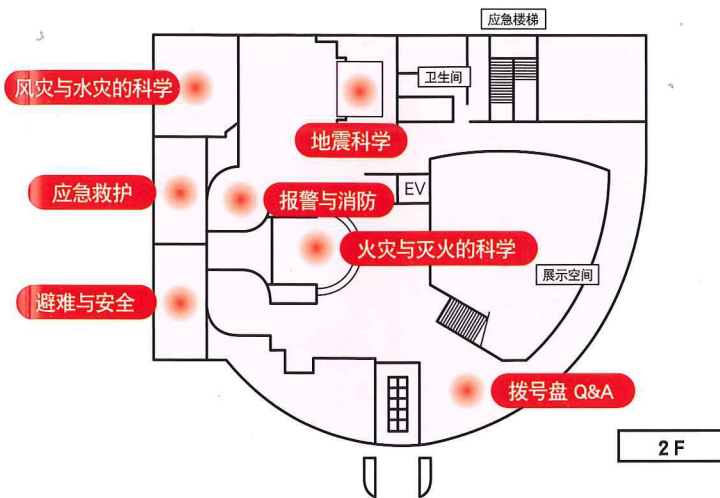 应急楼梯
卫生间
风灾与水灾的科学
地震科学
应急救护
报警与消防
EV
火灾与灭火的科学
展示空间
避难与安全
拨号盘 Q&A
2F